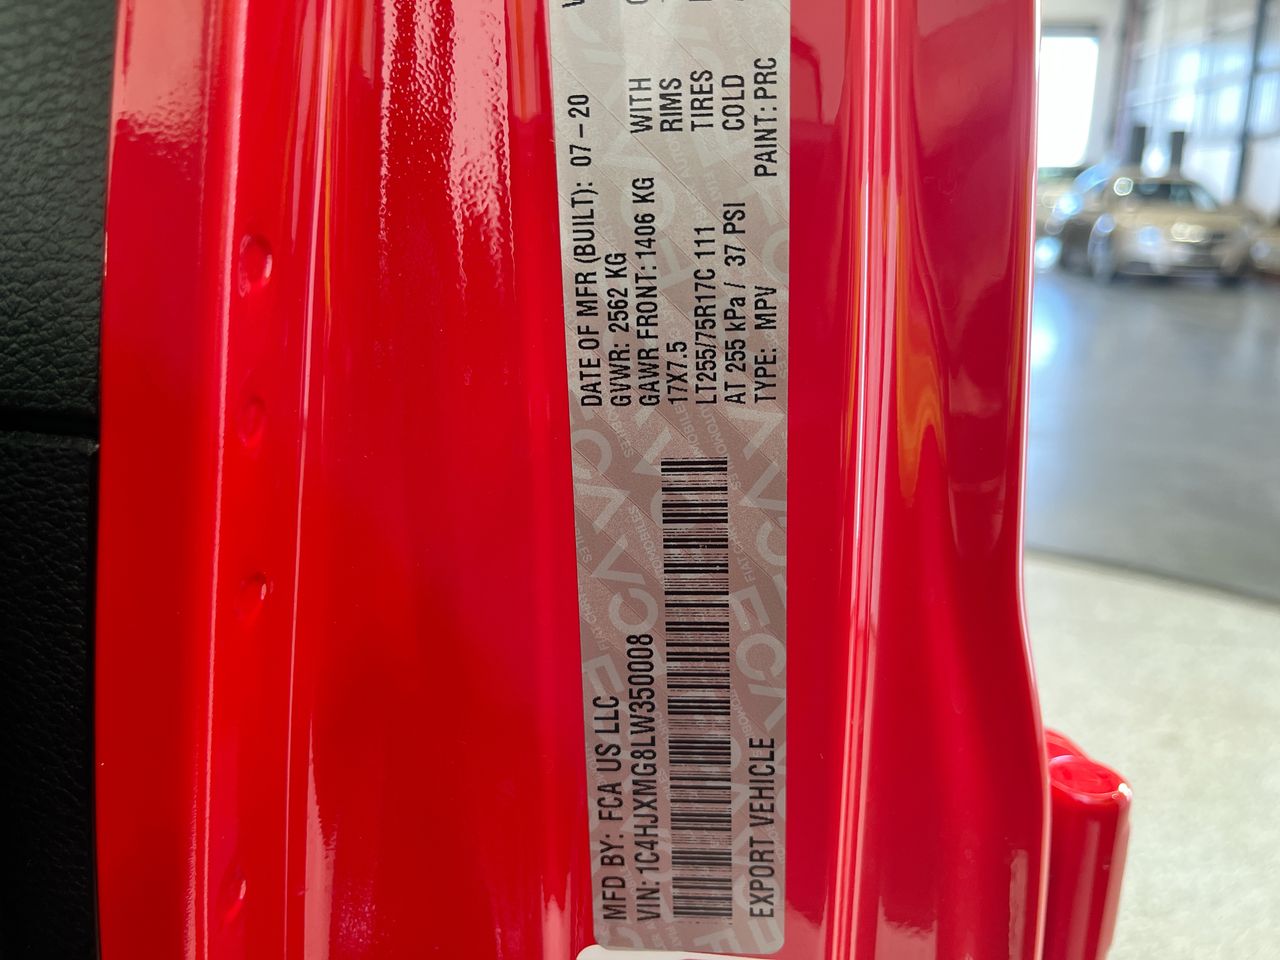 MFD BY: FCA US LLC
DATE OF MFR (BUILT): 07-20
GVWR: 2562 KG
GAWR FRONT: 1406 KG WITH
17X7.5 RIMS
LT255/75R17C 111 TIRES
AT 255 kPa / 37 PSI COLD
VIN: 1C4HJXMG8LW350008
TYPE: MPV PAINT: PRC
EXPORT VEHICLE